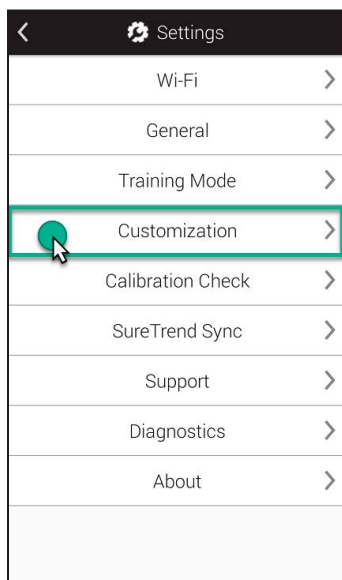 Settings
Wi-Fi
General
Training Mode
Customization
Calibration Check
SureTrend Sync
Support
Diagnostics
About